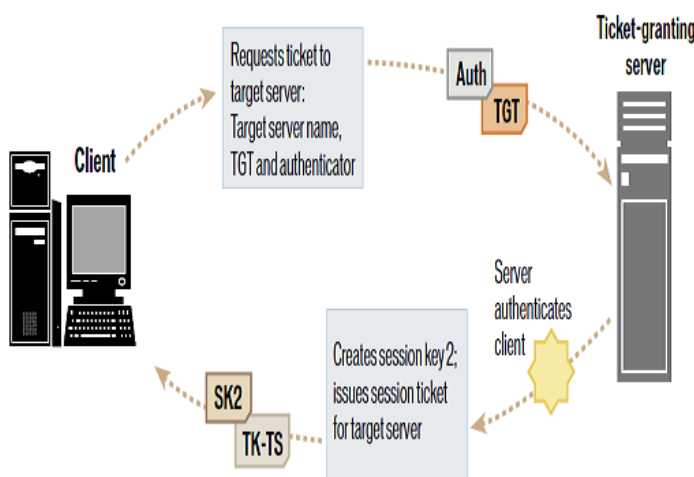 Ticket-granting
server
Requests ticket to
target server:
Target server name,
TGT and authenticator
Auth
TGT
Client
Server
authenticates
client
Creates session key 2;
issues session ticket
for target server
SK2
TK-TS